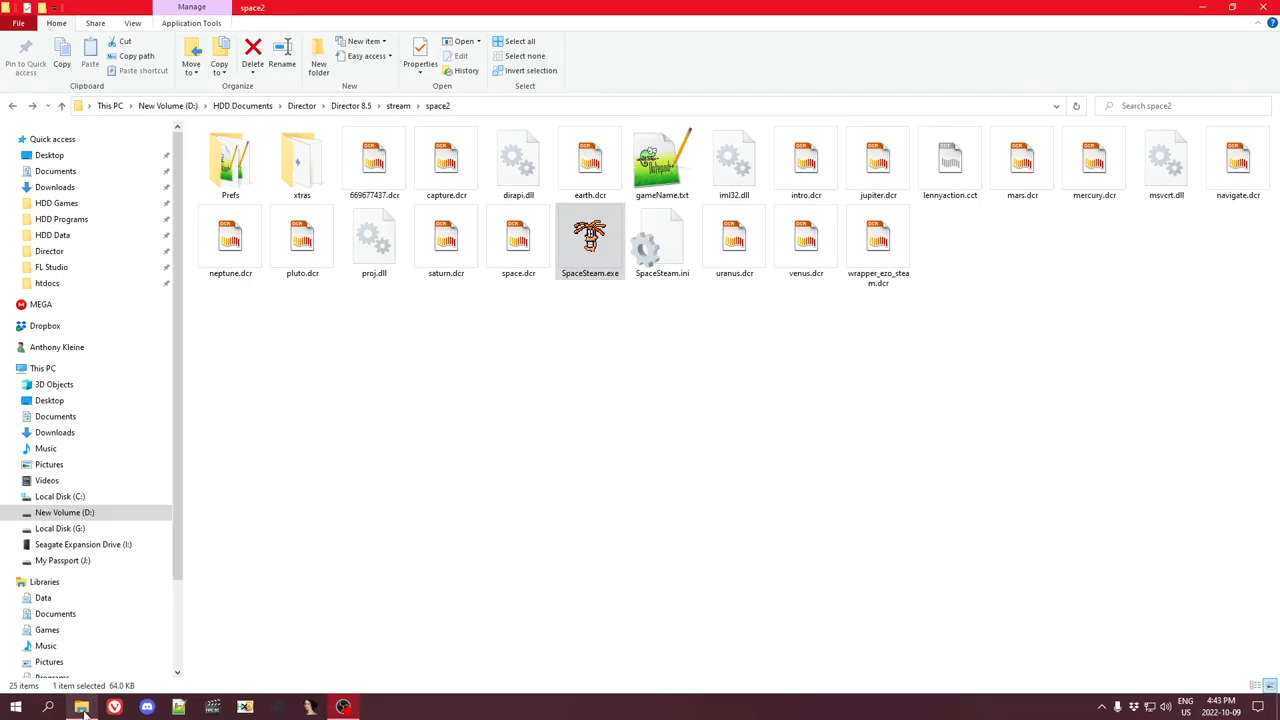 Manage
space2
File
Home
Share
View
Application Tools
Pin to Quick
access
Copy
Paste
Cut
Copy path
Paste shortcut
Move
to
Copy
to
Delete
Rename
New
folder
New item
Easy access
Properties
Open
Edit
History
Select all
Select none
Invert selection
Clipboard
Organize
New
Open
Select
This PC
New Volume (D:)
HDD Documents
Director
Director 8.5
stream
space2
Search space2
Quick access
Desktop
Documents
Downloads
HDD Games
HDD Programs
HDD Data
Director
FL Studio
htdocs
MEGA
Dropbox
Anthony Kleine
This PC
3D Objects
Desktop
Documents
Downloads
Music
Pictures
Videos
Local Disk (C:)
New Volume (D:)
Local Disk (G:)
Seagate Expansion Drive (I:)
My Passport (J:)
Libraries
Data
Documents
Games
Music
Pictures
Programs
Prefs
xtras
669677437.dcr
capture.dcr
dirapi.dll
earth.dcr
gameName.txt
iml32.dll
intro.dcr
jupiter.dcr
lennyaction.cct
mars.dcr
mercury.dcr
msvcrt.dll
navigate.dcr
neptune.dcr
pluto.dcr
proj.dll
saturn.dcr
space.dcr
SpaceSteam.exe
SpaceSteam.ini
uranus.dcr
venus.dcr
wrapper_ezo_stea
m.dcr
25 items
1 item selected 64.0 KB
ENG
US
4:43 PM
2022-10-09